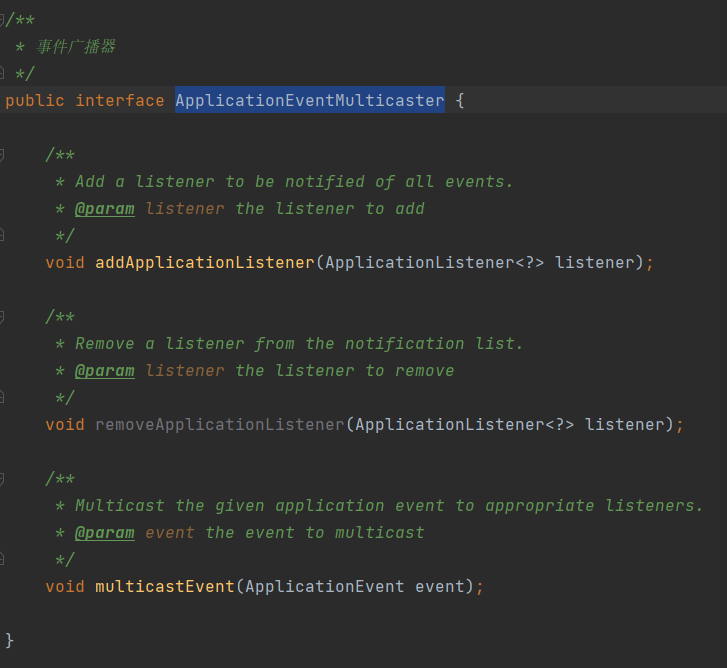 /**
 * 事件广播器
 */
public interface ApplicationEventMulticaster {
    /**
     * Add a listener to be notified of all events.
     * @param listener the listener to add
     */
    void addApplicationListener(ApplicationListener<?> listener);
    /**
     * Remove a listener from the notification list.
     * @param listener the listener to remove
     */
    void removeApplicationListener(ApplicationListener<?> listener);
    /**
     * Multicast the given application event to appropriate listeners.
     * @param event the event to multicast
     */
    void multicastEvent(ApplicationEvent event);
}